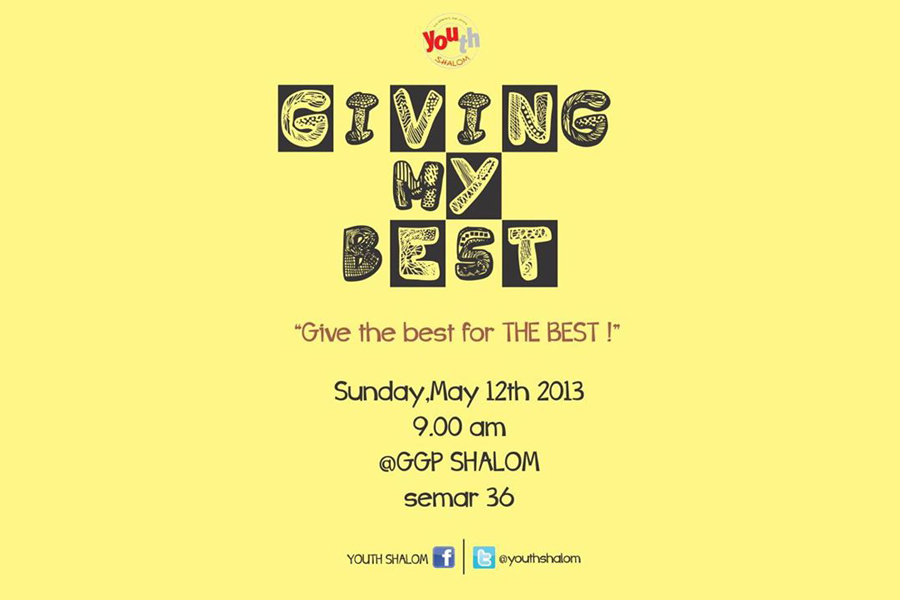 Youth
SHALOM
GIVING
MY
BEST
“Give the best for THE BEST !”
Sunday,May 12th 2013
9.00 am
@GGP SHALOM
semar 36
YOUTH SHALOM f | t @youthshalom